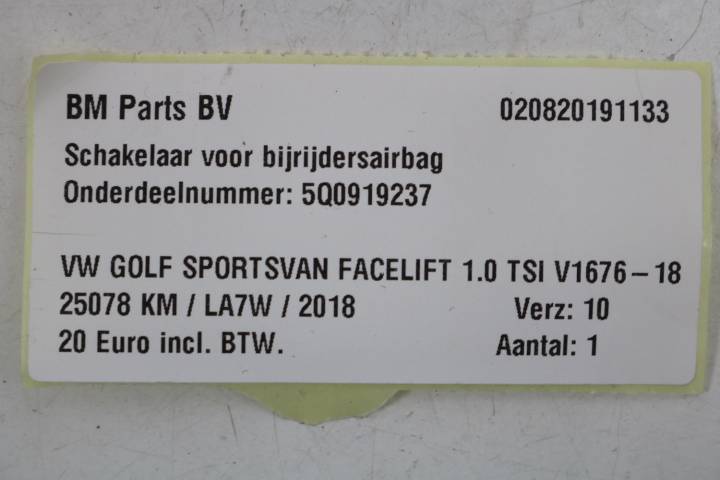 BM Parts BV 020820191133
Schakelaar voor bijrijdersairbag
Onderdeelnummer: 5Q0919237
VW GOLF SPORTSVAN FACELIFT 1.0 TSI V1676-18
25078 KM / LA7W / 2018 Verz: 10
20 Euro incl. BTW. Aantal: 1